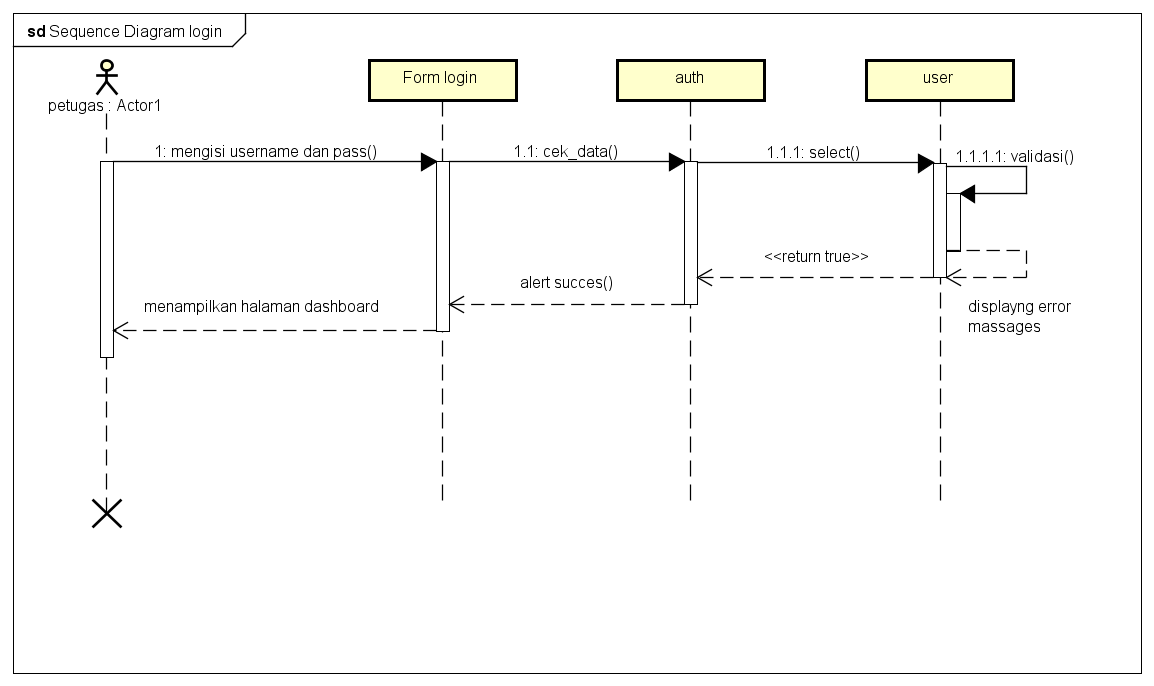 sd Sequence Diagram login
petugas : Actor1
Form login
auth
user
1: mengisi username dan pass()
1.1: cek_data()
1.1.1: select()
1.1.1.1: validasi()
<<return true>>
alert succes()
menampilkan halaman dashboard
displayng error
massages